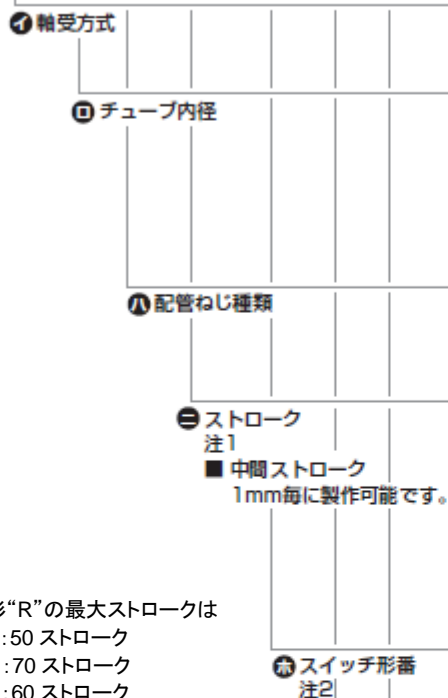 イ 軸受方式
ロ チューブ内径
ハ 配管ねじ種類
ニ ストローク
注1
■ 中間ストローク
1mm毎に製作可能です。
“R”の最大ストロークは
:50 ストローク
:70 ストローク
:60 ストローク
ホ スイッチ形番
注2